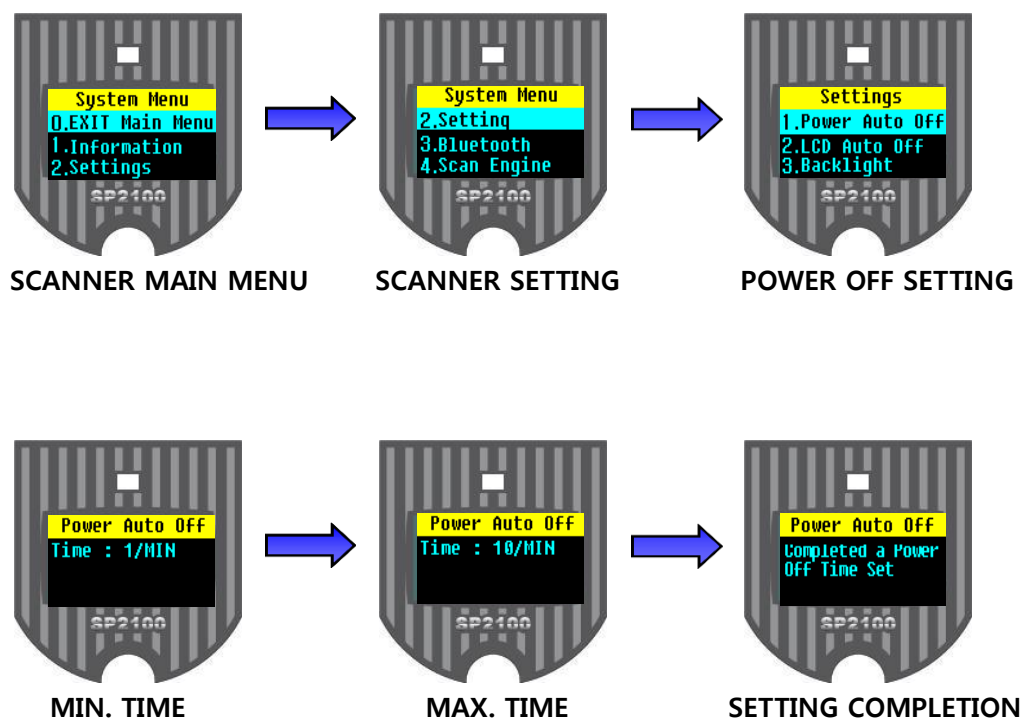 System Menu
0.EXIT Main Menu
1.Information
2.Settings
SP2100
SCANNER MAIN MENU
System Menu
2.Setting
3.Bluetooth
4.Scan Engine
SP2100
SCANNER SETTING
Settings
1.Power Auto Off
2.LCD Auto Off
3.Backlight
SP2100
POWER OFF SETTING
Power Auto Off
Time : 1/MIN
SP2100
MIN. TIME
Power Auto Off
Time : 10/MIN
SP2100
MAX. TIME
Power Auto Off
Completed a Power
Off Time Set
SP2100
SETTING COMPLETION